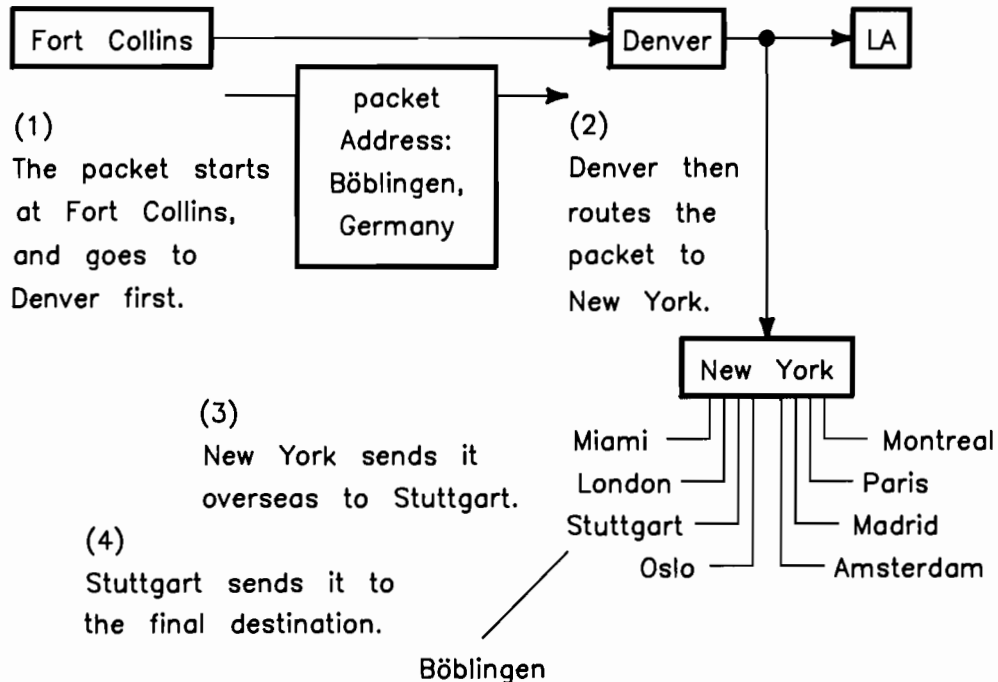 Fort Collins
Denver
LA
packet
Address:
Böblingen,
Germany
(1)
The packet starts
at Fort Collins,
and goes to
Denver first.
(2)
Denver then
routes the
packet to
New York.
New York
(3)
New York sends it
overseas to Stuttgart.
Miami
Montreal
London
Paris
Stuttgart
Madrid
Oslo
Amsterdam
(4)
Stuttgart sends it to
the final destination.
Böblingen